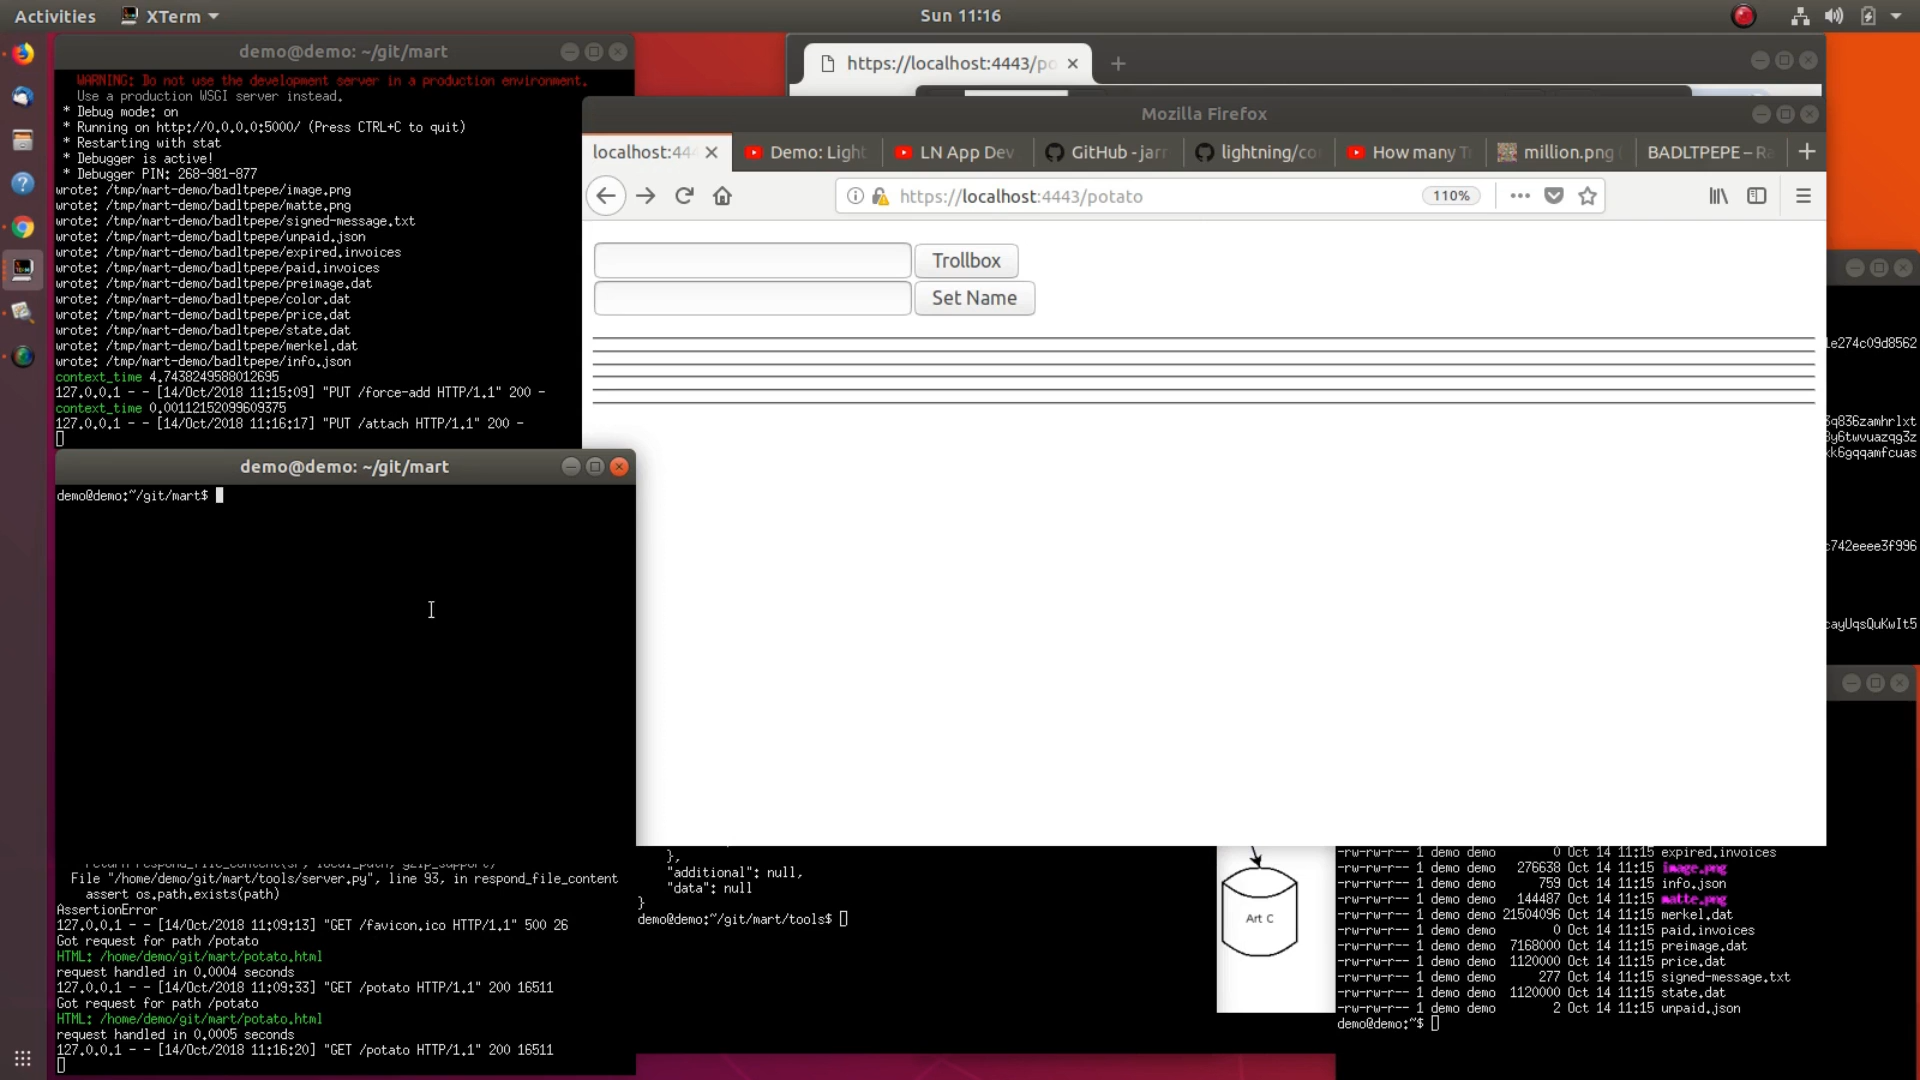 Activities
XTerm
Sun 11:16
demo@demo: ~/git/mart
WARNING: Do not use the development server in a production environment.
Use a production WSGI server instead.
* Debug mode: on
* Running on http://0.0.0.0:5000/ (Press CTRL+C to quit)
* Restarting with stat
* Debugger is active!
* Debugger PIN: 268-981-877
wrote: /tmp/mart-demo/badltpepe/image.png
wrote: /tmp/mart-demo/badltpepe/matte.png
wrote: /tmp/mart-demo/badltpepe/signed-message.txt
wrote: /tmp/mart-demo/badltpepe/unpaid.json
wrote: /tmp/mart-demo/badltpepe/expired.invoices
wrote: /tmp/mart-demo/badltpepe/paid.invoices
wrote: /tmp/mart-demo/badltpepe/preimage.dat
wrote: /tmp/mart-demo/badltpepe/color.dat
wrote: /tmp/mart-demo/badltpepe/price.dat
wrote: /tmp/mart-demo/badltpepe/state.dat
wrote: /tmp/mart-demo/badltpepe/merkel.dat
wrote: /tmp/mart-demo/badltpepe/info.json
context_time 4.7438249588012695
127.0.0.1 - - [14/Oct/2018 11:15:09] "PUT /force-add HTTP/1.1" 200 -
context_time 0.00112152099609375
127.0.0.1 - - [14/Oct/2018 11:16:17] "PUT /attach HTTP/1.1" 200 -
demo@demo: ~/git/mart
demo@demo:~/git/mart$
File "/home/demo/git/mart/tools/server.py", line 93, in respond_file_content
assert os.path.exists(path)
AssertionError
127.0.0.1 - - [14/Oct/2018 11:09:13] "GET /favicon.ico HTTP/1.1" 500 26
Got request for path /potato
HTML: /home/demo/git/mart/potato.html
request handled in 0.0004 seconds
127.0.0.1 - - [14/Oct/2018 11:09:33] "GET /potato HTTP/1.1" 200 16511
Got request for path /potato
HTML: /home/demo/git/mart/potato.html
request handled in 0.0005 seconds
127.0.0.1 - - [14/Oct/2018 11:16:20] "GET /potato HTTP/1.1" 200 16511
https://localhost:4443/po
Mozilla Firefox
localhost:44 Demo: Ligh LN App Dev GitHub - jarr lightning/co How many T million.png BADLTPEPE – Ra
https://localhost:4443/potato 110%
Trollbox
Set Name
le274c09d8562
3q836zamhrlxt
8y6twvuazqg3z
xk6gqqamfcuas
c742eeee3f996
cayUqsQuKwIt5
},
"additional": null,
"data": null
}
demo@demo:~/git/mart/tools$
Art C
-rw-rw-r-- 1 demo demo 0 Oct 14 11:15 expired.invoices
-rw-rw-r-- 1 demo demo 276638 Oct 14 11:15 image.png
-rw-rw-r-- 1 demo demo 759 Oct 14 11:15 info.json
-rw-rw-r-- 1 demo demo 144487 Oct 14 11:15 matte.png
-rw-rw-r-- 1 demo demo 21504096 Oct 14 11:15 merkel.dat
-rw-rw-r-- 1 demo demo 0 Oct 14 11:15 paid.invoices
-rw-rw-r-- 1 demo demo 7168000 Oct 14 11:15 preimage.dat
-rw-rw-r-- 1 demo demo 1120000 Oct 14 11:15 price.dat
-rw-rw-r-- 1 demo demo 277 Oct 14 11:15 signed-message.txt
-rw-rw-r-- 1 demo demo 1120000 Oct 14 11:15 state.dat
-rw-rw-r-- 1 demo demo 2 Oct 14 11:15 unpaid.json
demo@demo:~$